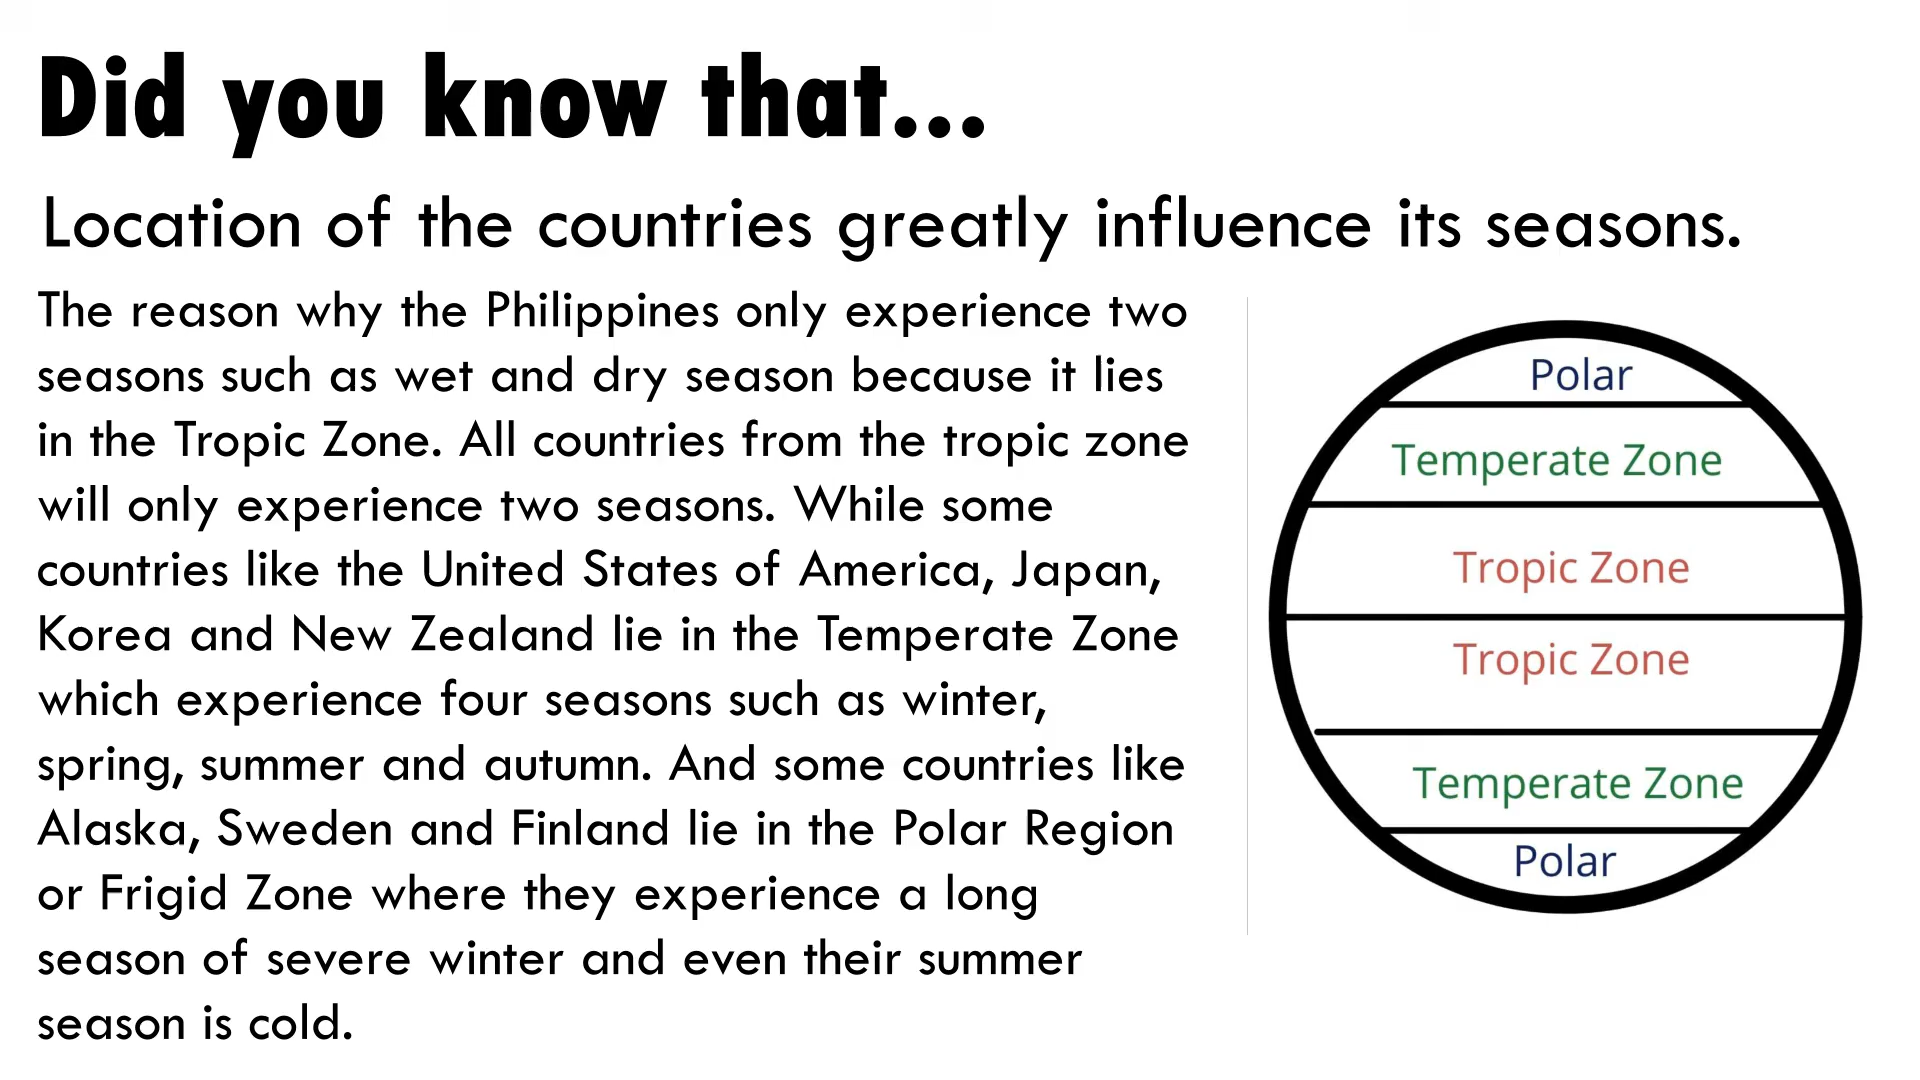 Did you know that...
Location of the countries greatly influence its seasons.
The reason why the Philippines only experience two
seasons such as wet and dry season because it lies
in the Tropic Zone. All countries from the tropic zone
will only experience two seasons. While some
countries like the United States of America, Japan,
Korea and New Zealand lie in the Temperate Zone
which experience four seasons such as winter,
spring, summer and autumn. And some countries like
Alaska, Sweden and Finland lie in the Polar Region
or Frigid Zone where they experience a long
season of severe winter and even their summer
season is cold.
Polar
Temperate Zone
Tropic Zone
Tropic Zone
Temperate Zone
Polar